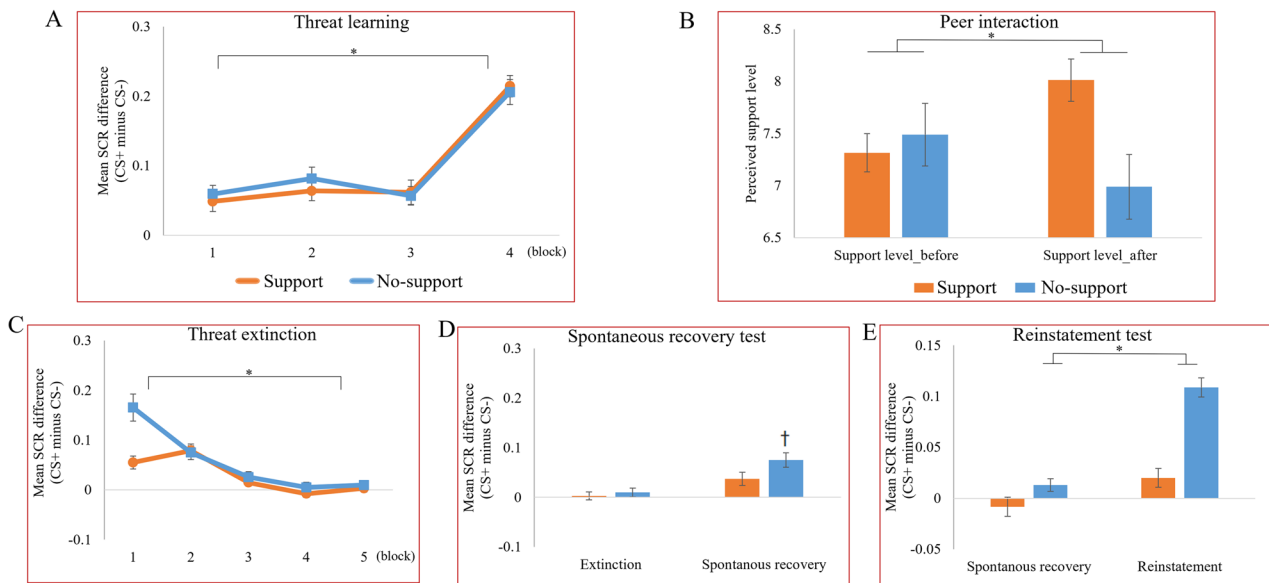 A
Threat learning
0.3
0.2
0.1
0
*
Mean SCR difference
(CS+ minus CS-)
1 2 3 4 (block)
Support No-support
B
Peer interaction
8.5
8
7.5
7
6.5
*
Perceived support level
Support level_before Support level_after
Support No-support
C
Threat extinction
0.3
0.2
0.1
0
-0.1
*
Mean SCR difference
(CS+ minus CS-)
1 2 3 4 5 (block)
D
Spontaneous recovery test
0.3
0.2
0.1
0
-0.1
†
Mean SCR difference
(CS+ minus CS-)
Extinction Spontaneous recovery
E
Reinstatement test
0.15
0.1
0.05
0
-0.05
*
Mean SCR difference
(CS+ minus CS-)
Spontanous recovery Reinstatement